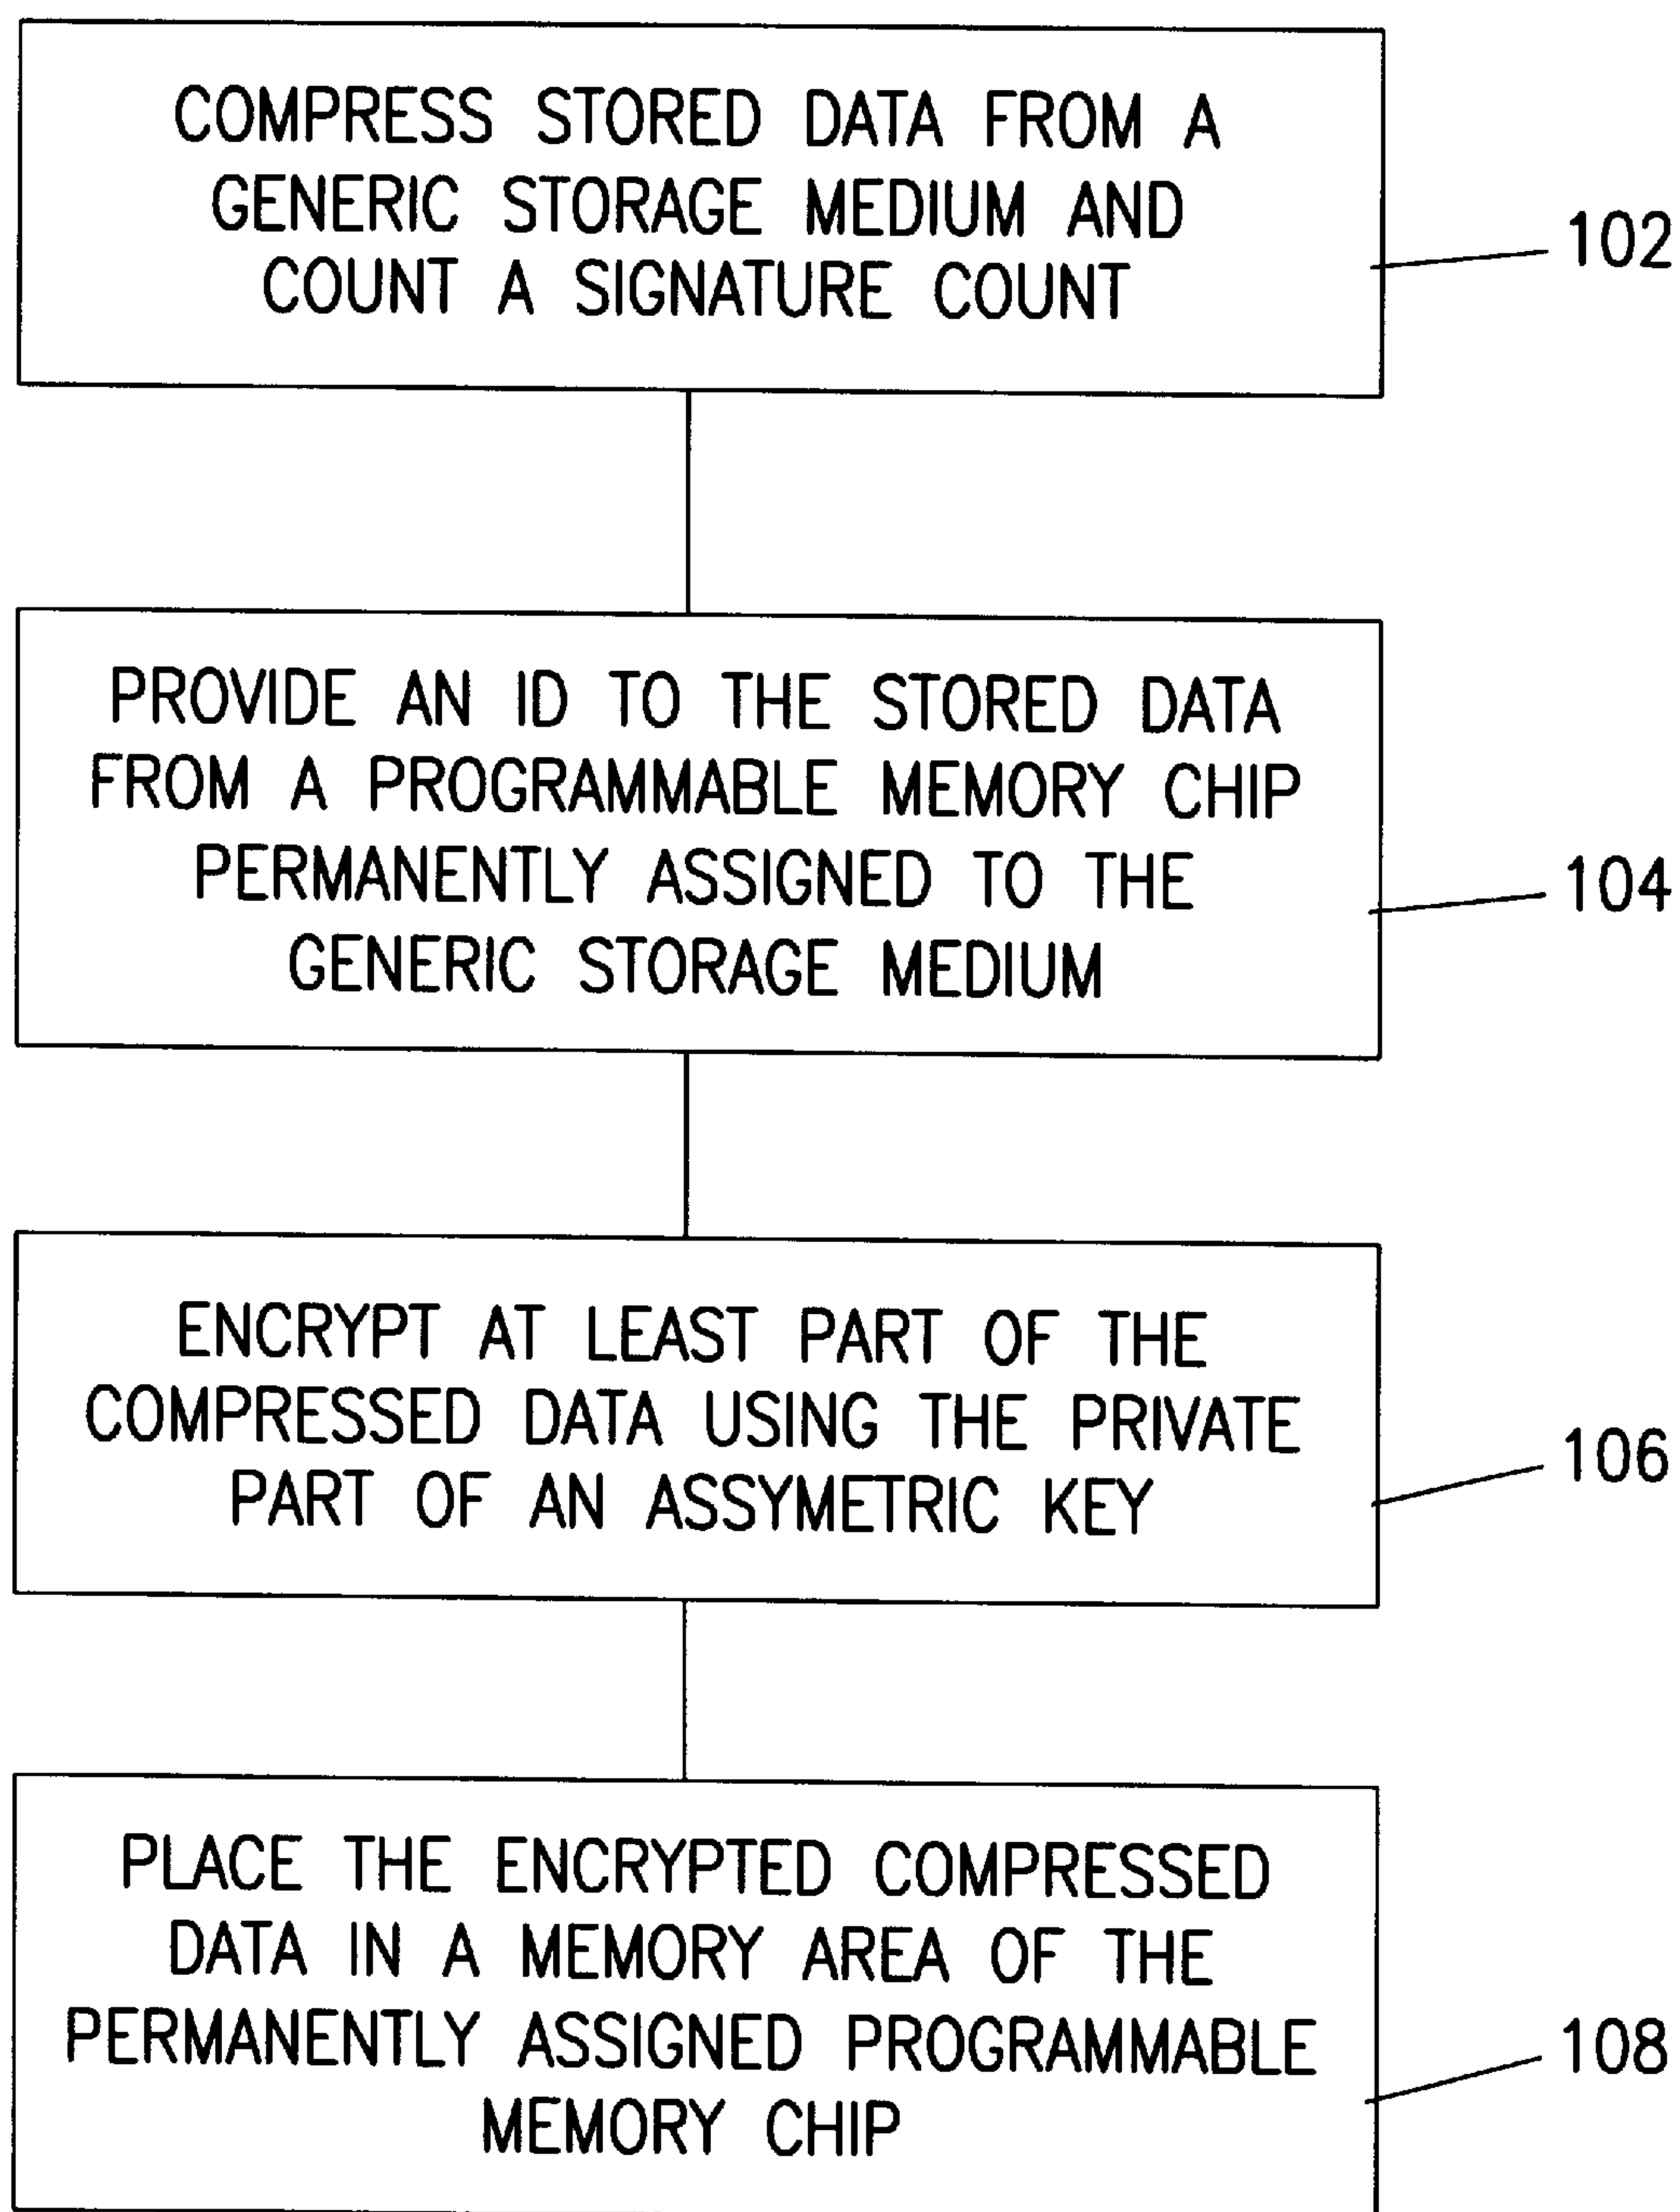 COMPRESS STORED DATA FROM A
GENERIC STORAGE MEDIUM AND
COUNT A SIGNATURE COUNT
102
PROVIDE AN ID TO THE STORED DATA
FROM A PROGRAMMABLE MEMORY CHIP
PERMANENTLY ASSIGNED TO THE
GENERIC STORAGE MEDIUM
104
ENCRYPT AT LEAST PART OF THE
COMPRESSED DATA USING THE PRIVATE
PART OF AN ASSYMETRIC KEY
106
PLACE THE ENCRYPTED COMPRESSED
DATA IN A MEMORY AREA OF THE
PERMANENTLY ASSIGNED PROGRAMMABLE
MEMORY CHIP
108